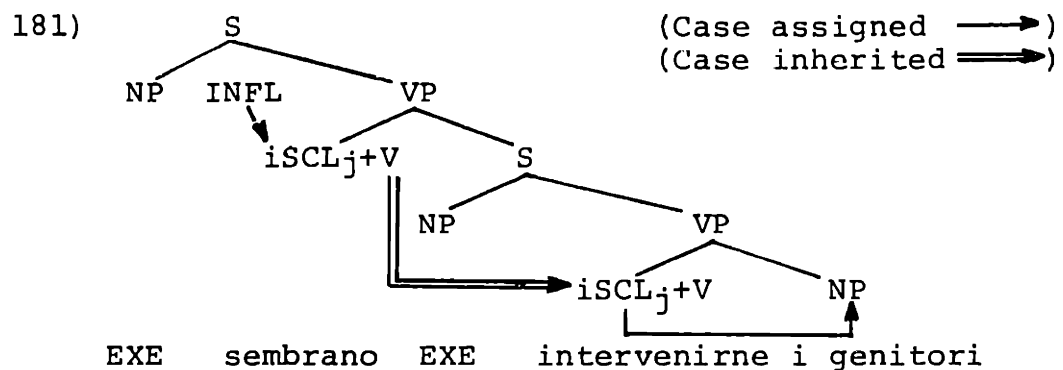 181) S (Case assigned ⟶)
(Case inherited ⟹)
NP INFL VP
iSCLj+V S
NP VP
iSCLj+V NP
EXE sembrano EXE intervenirne i genitori